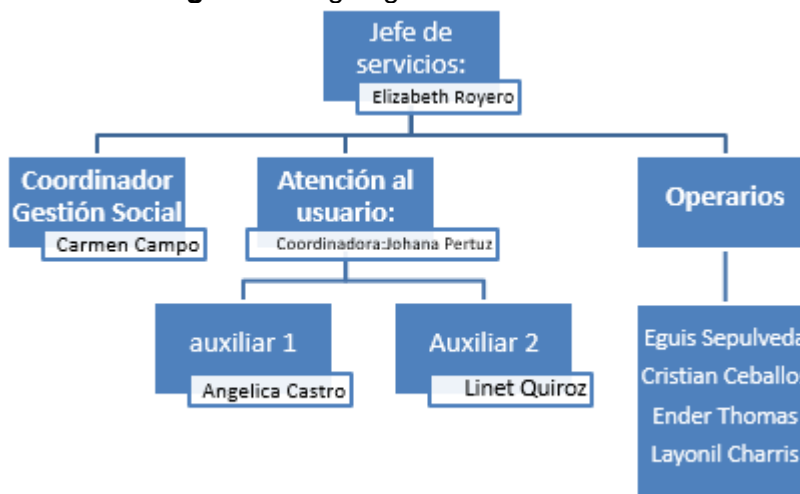 Jefe de
servicios:
Elizabeth Royero
Coordinador
Gestión Social
Carmen Campo
Atención al
usuario:
Coordinadora:Johana Pertuz
Operarios
auxiliar 1
Angelica Castro
Auxiliar 2
Linet Quiroz
Eguis Sepulveda
Cristian Ceballo
Ender Thomas
Layonil Charris